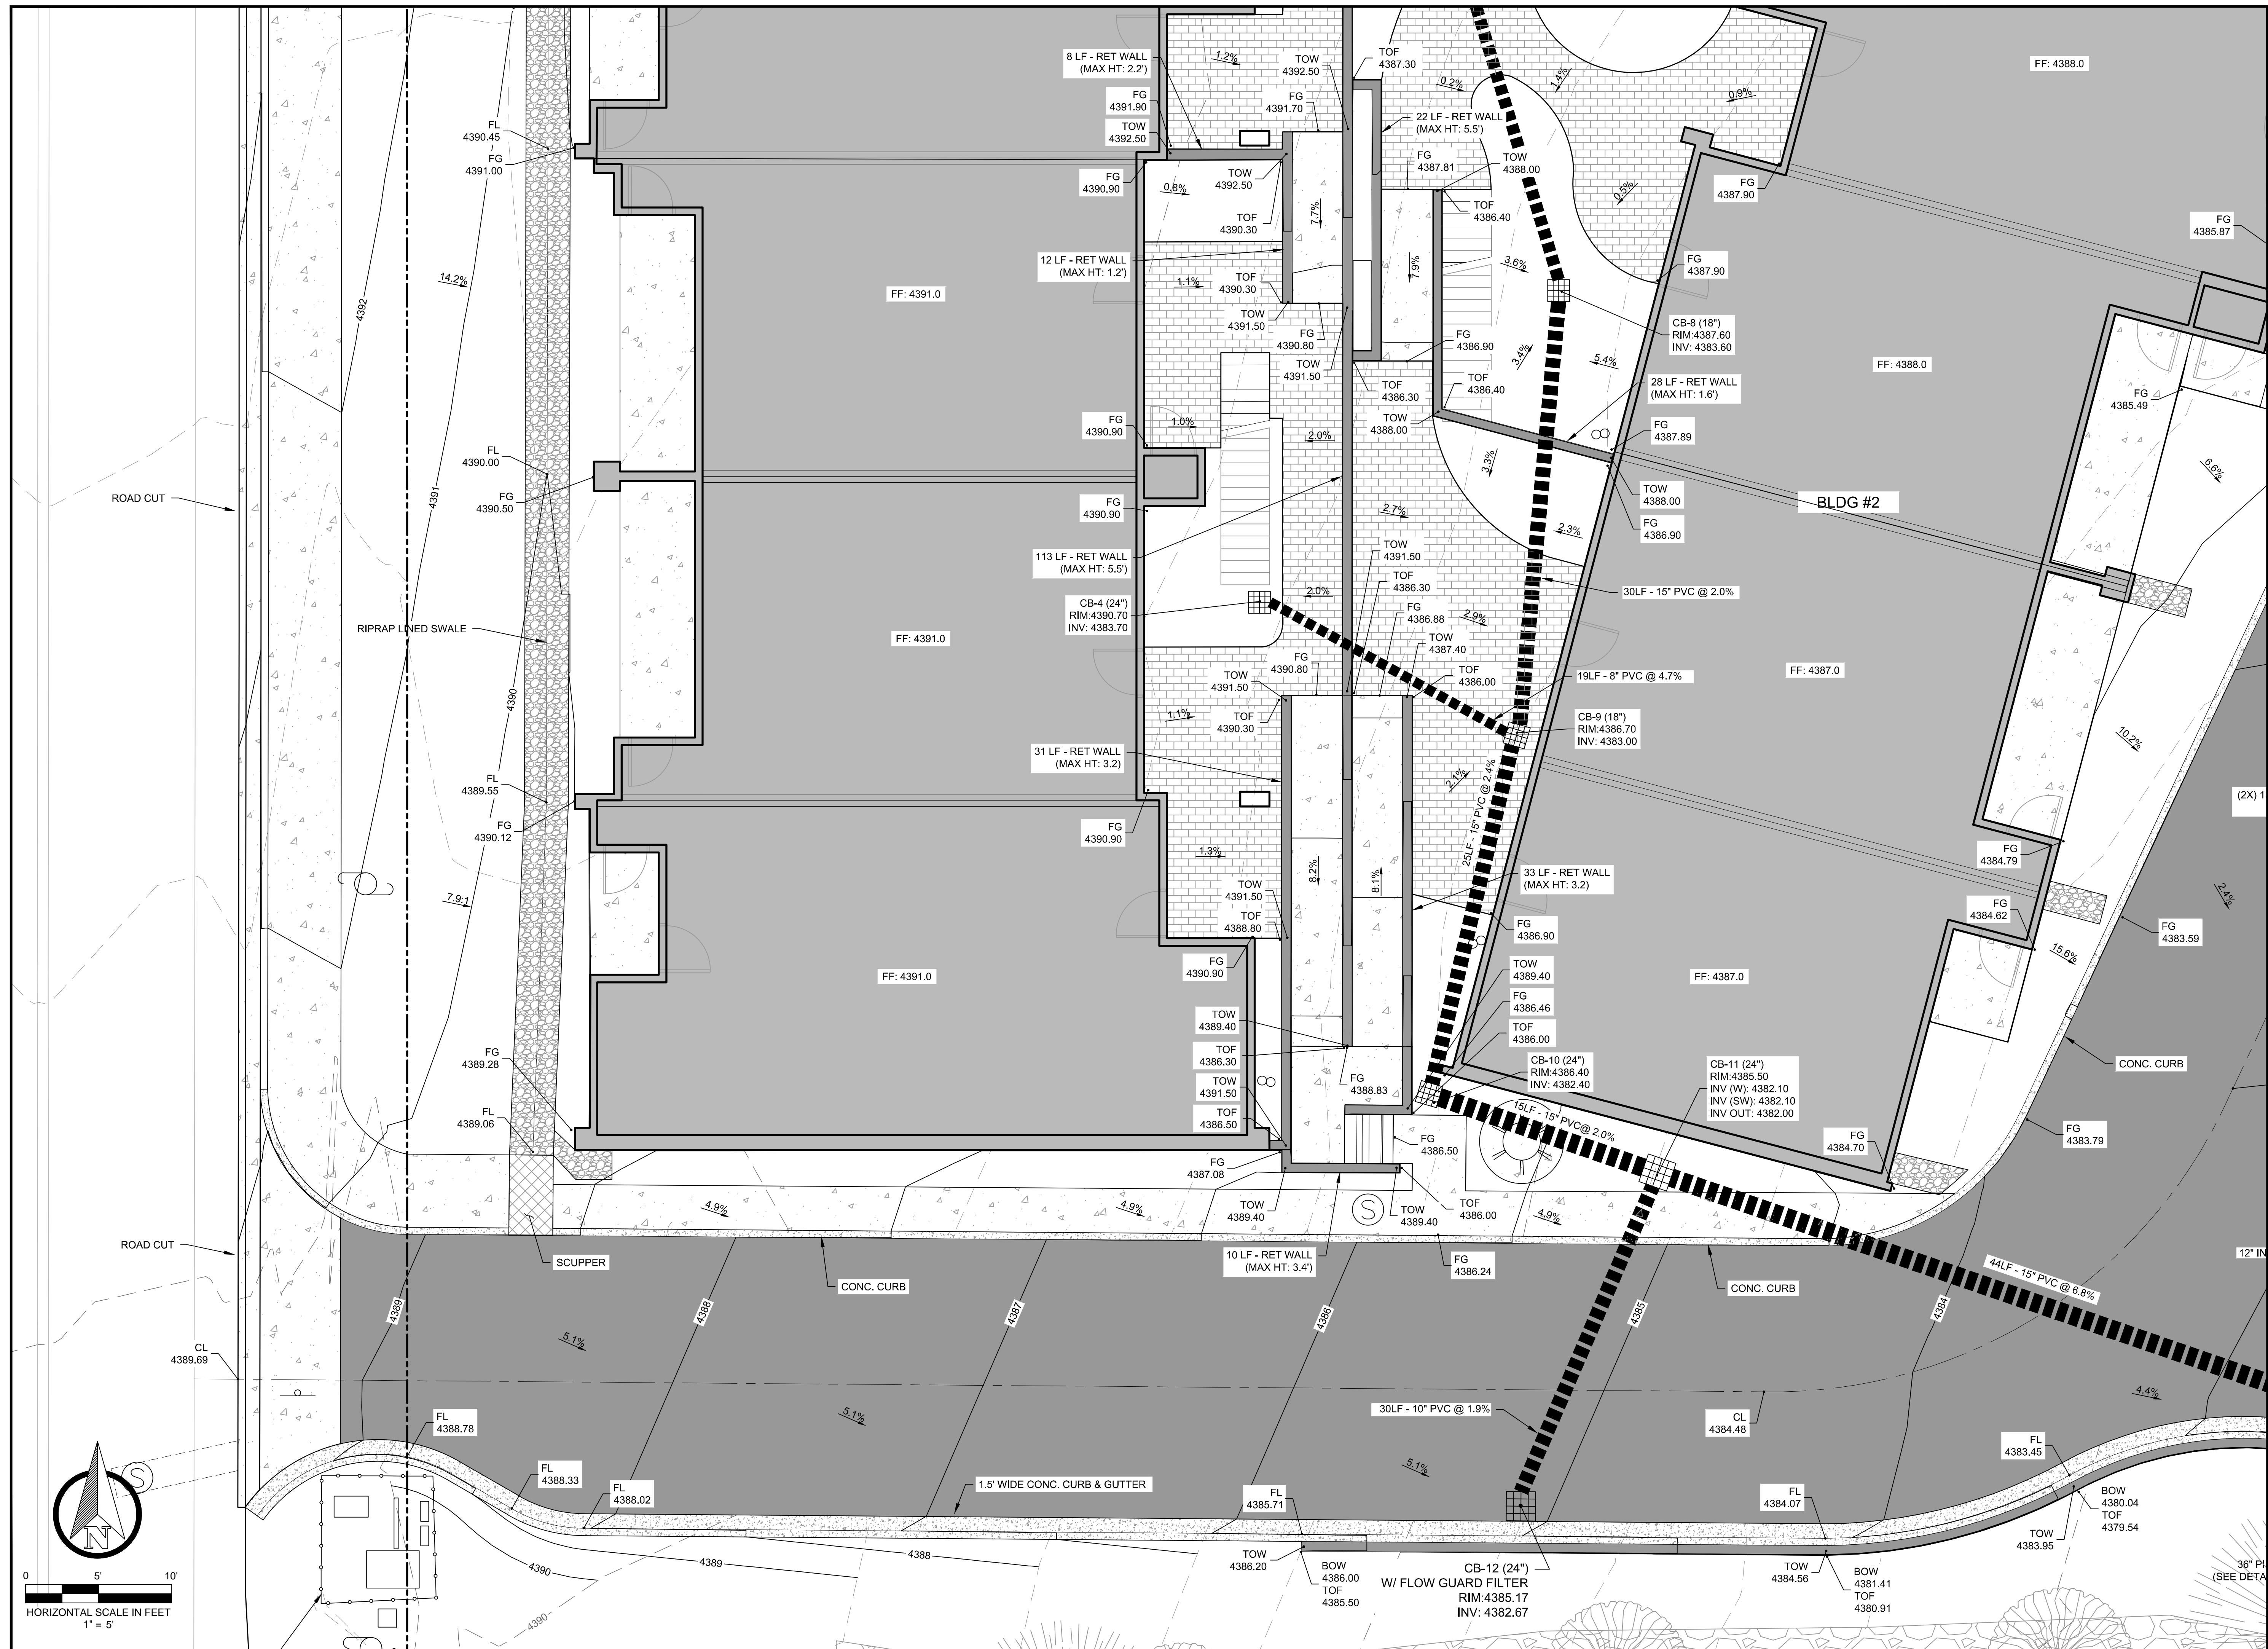 8 LF - RET WALL
(MAX HT: 2.2')
1.2%
TOW
4392.50
TOF
4387.30
FF: 4388.0
FG
4391.90
TOW
4392.50
FG
4391.70
0.2%
1.4%
0.9%
22 LF - RET WALL
(MAX HT: 5.5')
FL
4390.45
FG
4391.00
FG
4390.90
0.8%
TOW
4392.50
TOF
4390.30
7.7%
FG
4387.81
TOW
4388.00
TOF
4386.40
0.5%
FG
4387.90
FG
4385.87
14.2%
4392
12 LF - RET WALL
(MAX HT: 1.2')
1.1%
TOF
4390.30
7.9%
3.6%
FG
4387.90
FF: 4391.0
TOW
4391.50
FG
4390.80
TOW
4391.50
FG
4386.90
3.4%
CB-8 (18")
RIM:4387.60
INV: 4383.60
5.4%
FF: 4388.0
TOF
4386.30
TOF
4386.40
28 LF - RET WALL
(MAX HT: 1.6')
FG
4385.49
FG
4390.90
1.0%
2.0%
TOW
4388.00
FG
4387.89
FL
4390.00
FG
4390.50
4391
ROAD CUT
3.3%
6.6%
TOW
4388.00
BLDG #2
FG
4390.90
2.7%
2.3%
FG
4386.90
113 LF - RET WALL
(MAX HT: 5.5')
TOW
4391.50
TOF
4386.30
30LF - 15" PVC @ 2.0%
CB-4 (24")
RIM:4390.70
INV: 4383.70
2.0%
FG
4386.88
2.9%
RIPRAP LINED SWALE
FF: 4391.0
TOW
4387.40
FG
4390.80
TOW
4391.50
TOF
4386.00
19LF - 8" PVC @ 4.7%
FF: 4387.0
4390
1.1%
TOF
4390.30
CB-9 (18")
RIM:4386.70
INV: 4383.00
10.2%
31 LF - RET WALL
(MAX HT: 3.2)
FL
4389.55
FG
4390.12
2.1%
25LF - 15" PVC @ 2.4%
(2X) 1
FG
4390.90
1.3%
8.2%
8.1%
33 LF - RET WALL
(MAX HT: 3.2)
FG
4384.79
7.9:1
TOW
4391.50
TOF
4388.80
FG
4386.90
FG
4384.62
2.4%
FG
4383.59
15.6%
FG
4390.90
FF: 4391.0
TOW
4389.40
FF: 4387.0
FG
4386.46
TOW
4389.40
TOF
4386.30
TOF
4386.00
FG
4389.28
CB-10 (24")
RIM:4386.40
INV: 4382.40
CB-11 (24")
RIM:4385.50
INV (W): 4382.10
INV (SW): 4382.10
INV OUT: 4382.00
CONC. CURB
TOW
4391.50
FG
4388.83
TOF
4386.50
FL
4389.06
15LF - 15" PVC@ 2.0%
FG
4383.79
FG
4386.50
FG
4384.70
FG
4387.08
TOW
4389.40
S
TOW
4389.40
TOF
4386.00
4.9%
4.9%
4.9%
ROAD CUT
SCUPPER
10 LF - RET WALL
(MAX HT: 3.4')
FG
4386.24
12" IN
CONC. CURB
CONC. CURB
44LF - 15" PVC @ 6.8%
4389
4388
4387
4386
4385
4384
5.1%
CL
4389.69
5.1%
30LF - 10" PVC @ 1.9%
CL
4384.48
4.4%
FL
4388.78
FL
4388.33
FL
4388.02
1.5' WIDE CONC. CURB & GUTTER
5.1%
FL
4385.71
FL
4384.07
FL
4383.45
S
N
BOW
4380.04
TOF
4379.54
TOW
4383.95
4390
4389
4388
TOW
4386.20
BOW
4386.00
TOF
4385.50
CB-12 (24")
W/ FLOW GUARD FILTER
RIM:4385.17
INV: 4382.67
TOW
4384.56
BOW
4381.41
TOF
4380.91
36" PI
(SEE DETA
4390
0 5' 10'
HORIZONTAL SCALE IN FEET
1" = 5'